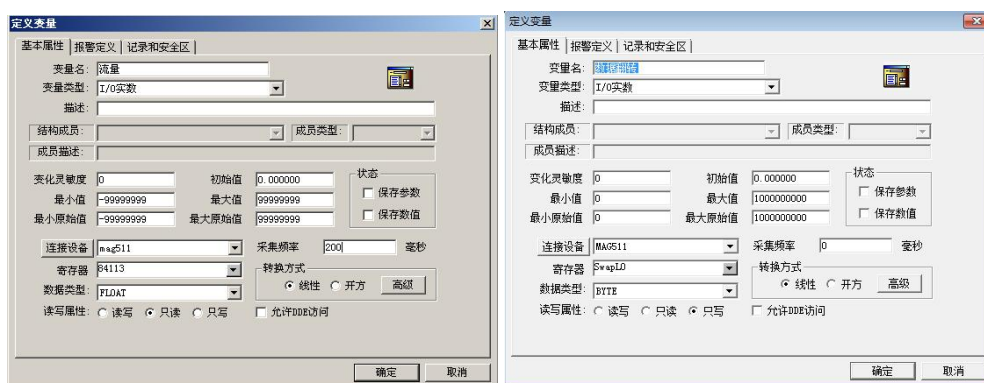 定义变量
基本属性 报警定义 记录和安全区
变量名: 流量
变量类型: I/O实数
描述:
结构成员: 成员类型:
成员描述:
变化灵敏度 0 初始值 0.000000 状态
保存参数
最小值 -99999999 最大值 99999999
保存数值
最小原始值 -99999999 最大原始值 99999999
连接设备 mag511 采集频率 200 毫秒
寄存器 84113 转换方式
线性 开方 高级
数据类型: FLOAT
读写属性: 读写 只读 只写 允许DDE访问
确定 取消
定义变量
基本属性 报警定义 记录和安全区
变量名: 数据翻转
变量类型: I/O实数
描述:
结构成员: 成员类型:
成员描述:
变化灵敏度 0 初始值 0.000000 状态
保存参数
最小值 0 最大值 1000000000
保存数值
最小原始值 0 最大原始值 1000000000
连接设备 MAG511 采集频率 0 毫秒
寄存器 SwapL0 转换方式
线性 开方 高级
数据类型: BYTE
读写属性: 读写 只读 只写 允许DDE访问
确定 取消